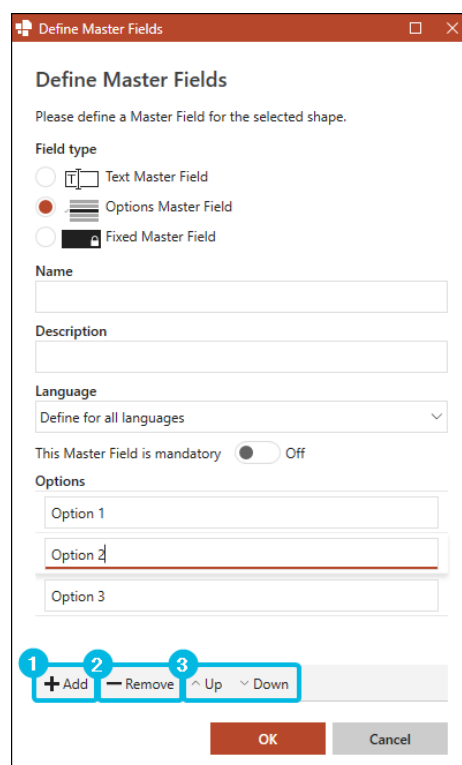 Define Master Fields
Define Master Fields
Please define a Master Field for the selected shape.
Field type
T Text Master Field
Options Master Field
Fixed Master Field
Name
Description
Language
Define for all languages
This Master Field is mandatory Off
Options
Option 1
Option 2
Option 3
1 2 3
Add Remove Up Down
OK Cancel